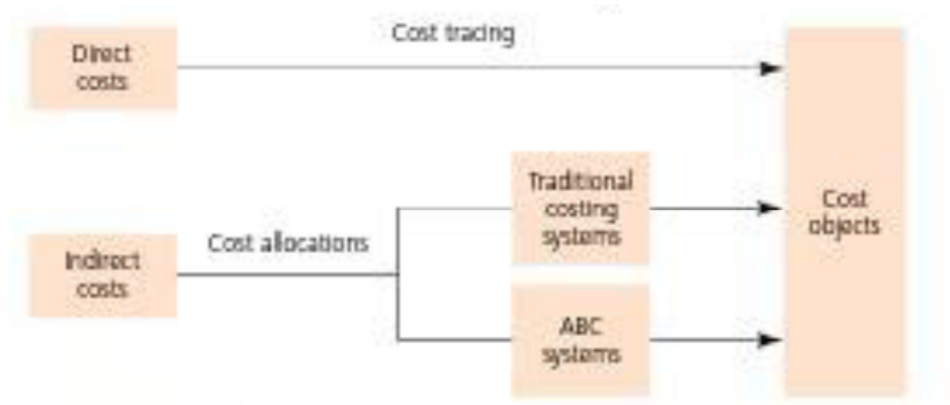 Cost tracing
Direct
costs
Traditional
costing
systems
Cost
objects
Cost allocations
Indirect
costs
ABC
systems